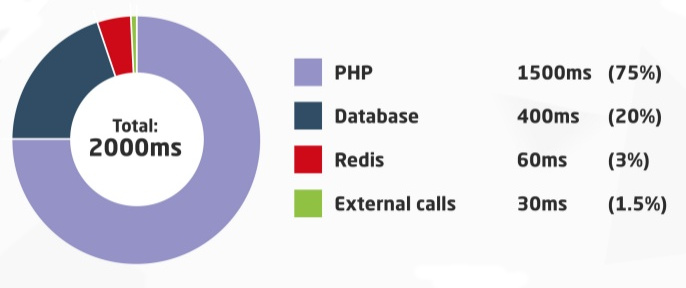 Total:
2000ms
PHP 1500ms (75%)
Database 400ms (20%)
Redis 60ms (3%)
External calls 30ms (1.5%)